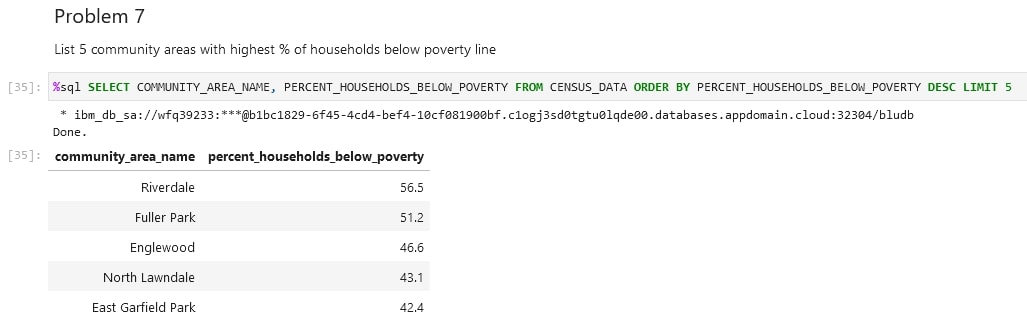 Problem 7
List 5 community areas with highest % of households below poverty line
[35]: %sql SELECT COMMUNITY_AREA_NAME, PERCENT_HOUSEHOLDS_BELOW_POVERTY FROM CENSUS_DATA ORDER BY PERCENT_HOUSEHOLDS_BELOW_POVERTY DESC LIMIT 5
* ibm_db_sa://wfq39233:***@b1bc1829-6f45-4cd4-bef4-10cf081900bf.c1ogj3sd0tgtu0lqde00.databases.appdomain.cloud:32304/bludb
Done.
[35]: community_area_name percent_households_below_poverty
Riverdale 56.5
Fuller Park 51.2
Englewood 46.6
North Lawndale 43.1
East Garfield Park 42.4